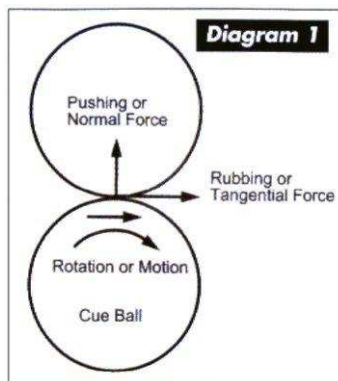 Diagram 1
Pushing or
Normal Force
Rubbing or
Tangential Force
Rotation or Motion
Cue Ball